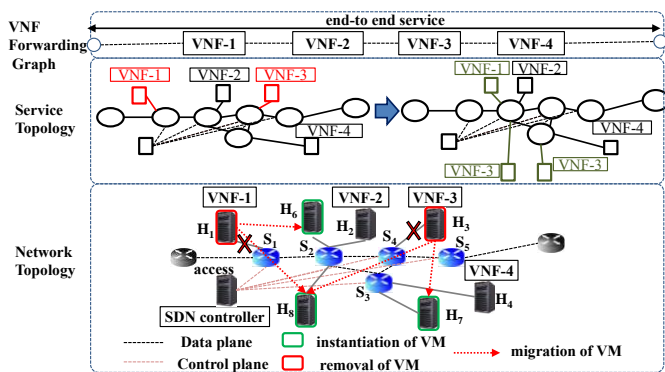 VNF
Forwarding
Graph
end-to end service
VNF-1 VNF-2 VNF-3 VNF-4
Service
Topology
VNF-1 VNF-2 VNF-3
VNF-4
VNF-1 VNF-2
VNF-4
VNF-3 VNF-3
Network
Topology
VNF-1 VNF-2 VNF-3
H1 H6 H2 H3
S1 S2 S4 S5
access
S3
VNF-4
SDN controller
H8 H7 H4
Data plane
instantiation of VM
migration of VM
Control plane
removal of VM